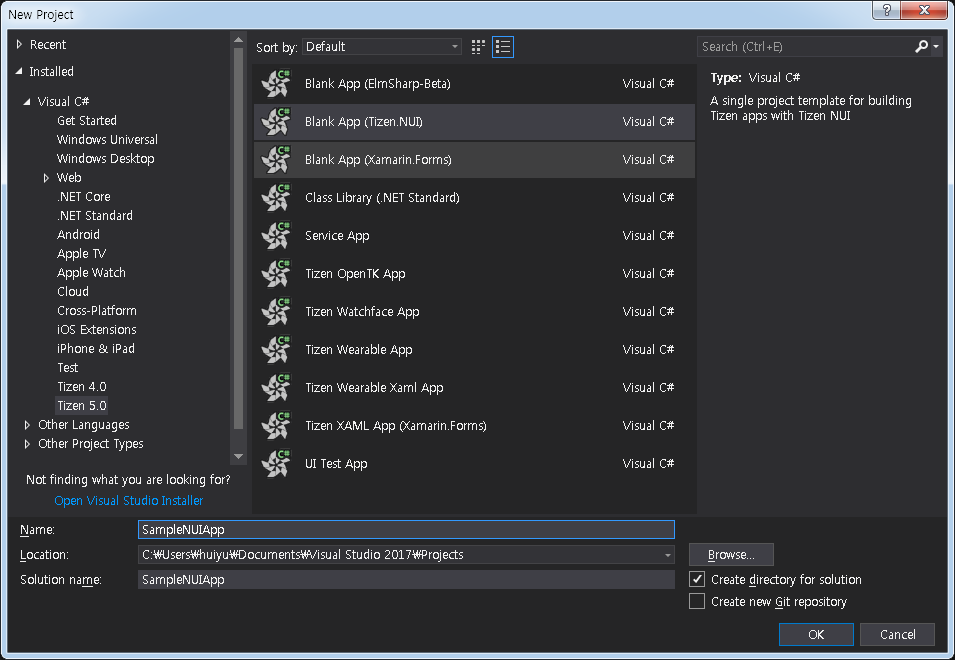 New Project
?
x
Recent
Installed
Visual C#
Get Started
Windows Universal
Windows Desktop
Web
.NET Core
.NET Standard
Android
Apple TV
Apple Watch
Cloud
Cross-Platform
iOS Extensions
iPhone & iPad
Test
Tizen 4.0
Tizen 5.0
Other Languages
Other Project Types
Not finding what you are looking for?
Open Visual Studio Installer
Sort by: Default
Blank App (ElmSharp-Beta) Visual C#
Blank App (Tizen.NUI) Visual C#
Blank App (Xamarin.Forms) Visual C#
Class Library (.NET Standard) Visual C#
Service App Visual C#
Tizen OpenTK App Visual C#
Tizen Watchface App Visual C#
Tizen Wearable App Visual C#
Tizen Wearable Xaml App Visual C#
Tizen XAML App (Xamarin.Forms) Visual C#
UI Test App Visual C#
Search (Ctrl+E)
Type: Visual C#
A single project template for building
Tizen apps with Tizen NUI
Name: SampleNUIApp
Location: C:₩Users₩huiyu₩Documents₩Visual Studio 2017₩Projects
Browse...
Solution name: SampleNUIApp
Create directory for solution
Create new Git repository
OK
Cancel